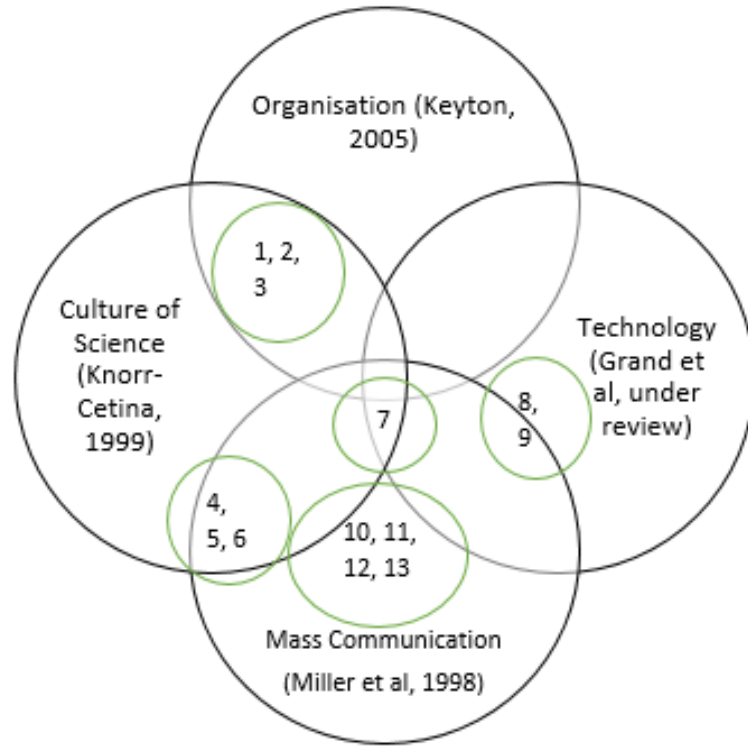 Organisation (Keyton,
2005)
1, 2,
3
Culture of
Science
(Knorr-
Cetina,
1999)
Technology
(Grand et
al, under
review)
8,
9
7
4,
5, 6
10, 11,
12, 13
Mass Communication
(Miller et al, 1998)